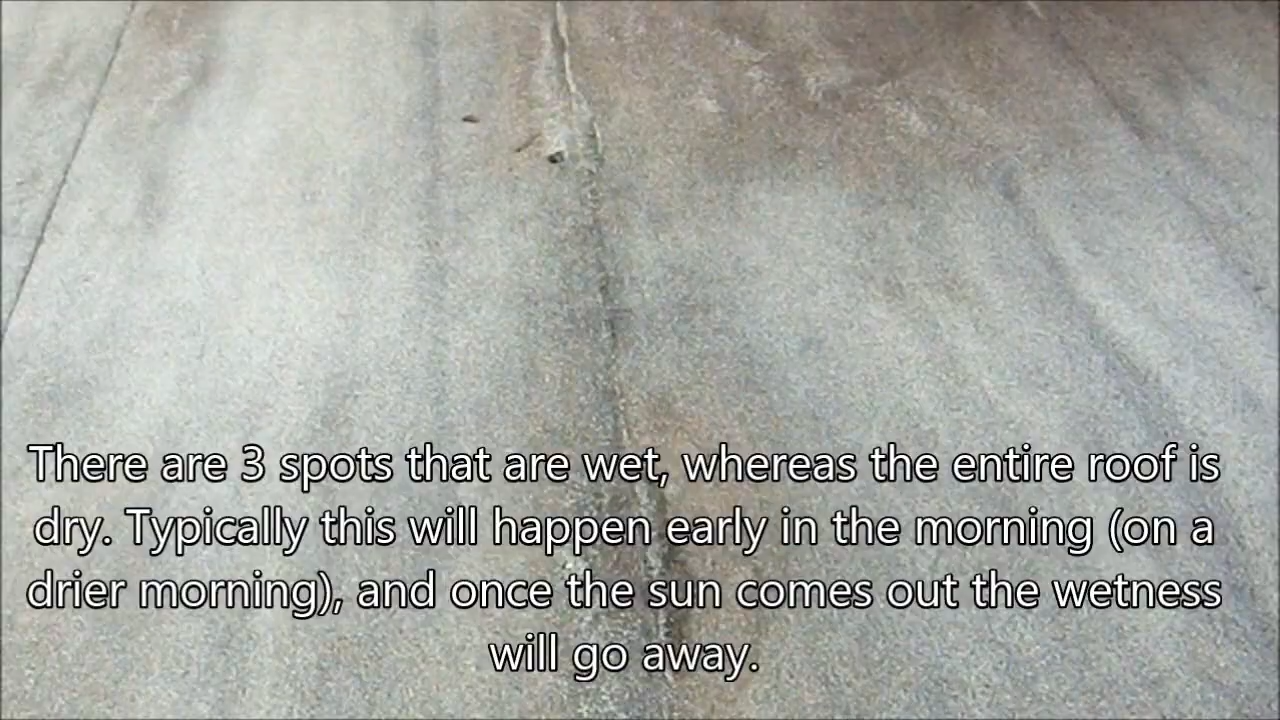 There are 3 spots that are wet, whereas the entire roof is
dry. Typically this will happen early in the morning (on a
drier morning), and once the sun comes out the wetness
will go away.